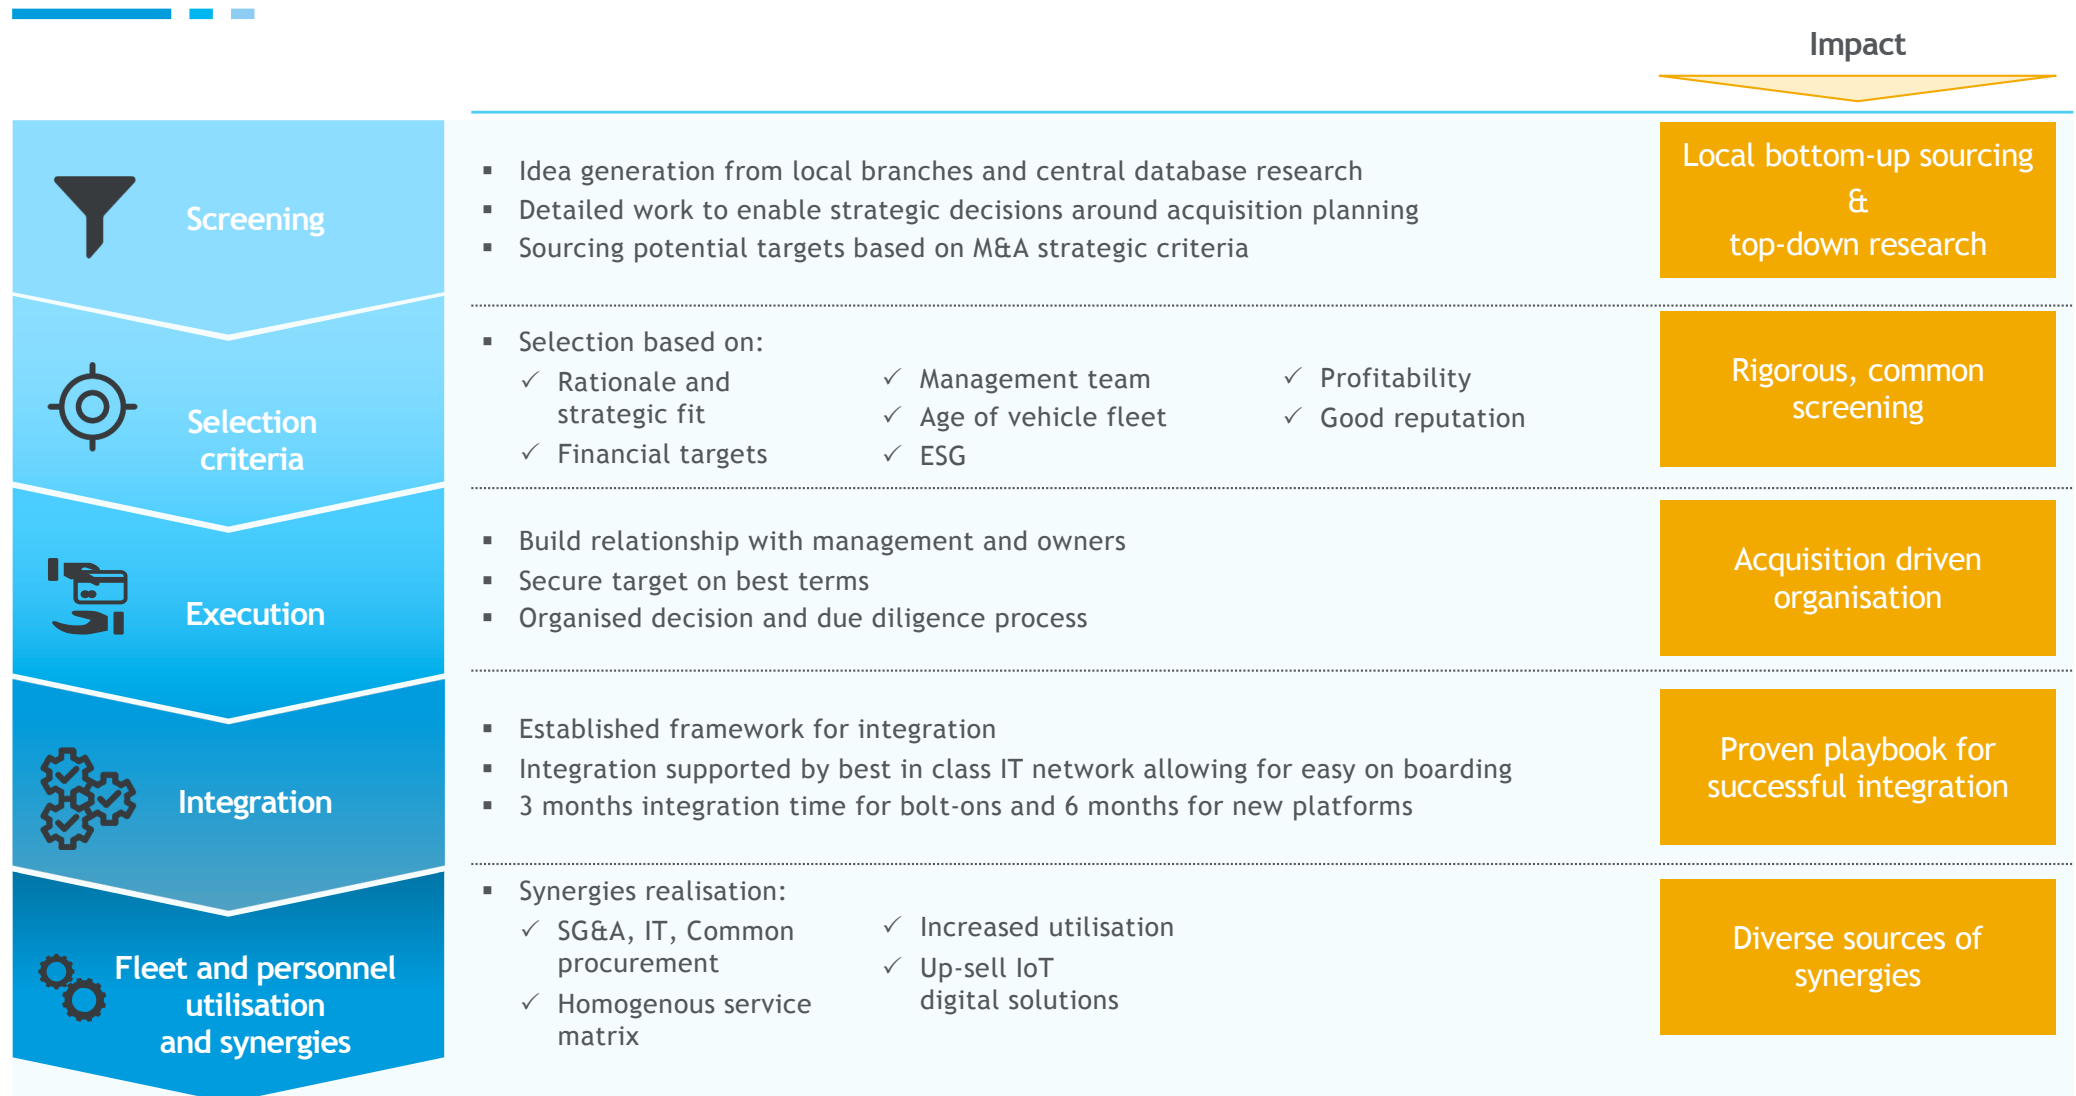 Impact
Screening
▪ Idea generation from local branches and central database research
▪ Detailed work to enable strategic decisions around acquisition planning
▪ Sourcing potential targets based on M&A strategic criteria
Local bottom-up sourcing
&
top-down research
Selection
criteria
▪ Selection based on:
✓ Rationale and
strategic fit
✓ Financial targets
✓ Management team
✓ Age of vehicle fleet
✓ ESG
✓ Profitability
✓ Good reputation
Rigorous, common
screening
Execution
▪ Build relationship with management and owners
▪ Secure target on best terms
▪ Organised decision and due diligence process
Acquisition driven
organisation
Integration
▪ Established framework for integration
▪ Integration supported by best in class IT network allowing for easy on boarding
▪ 3 months integration time for bolt-ons and 6 months for new platforms
Proven playbook for
successful integration
Fleet and personnel
utilisation
and synergies
▪ Synergies realisation:
✓ SG&A, IT, Common
procurement
✓ Homogenous service
matrix
✓ Increased utilisation
✓ Up-sell IoT
digital solutions
Diverse sources of
synergies